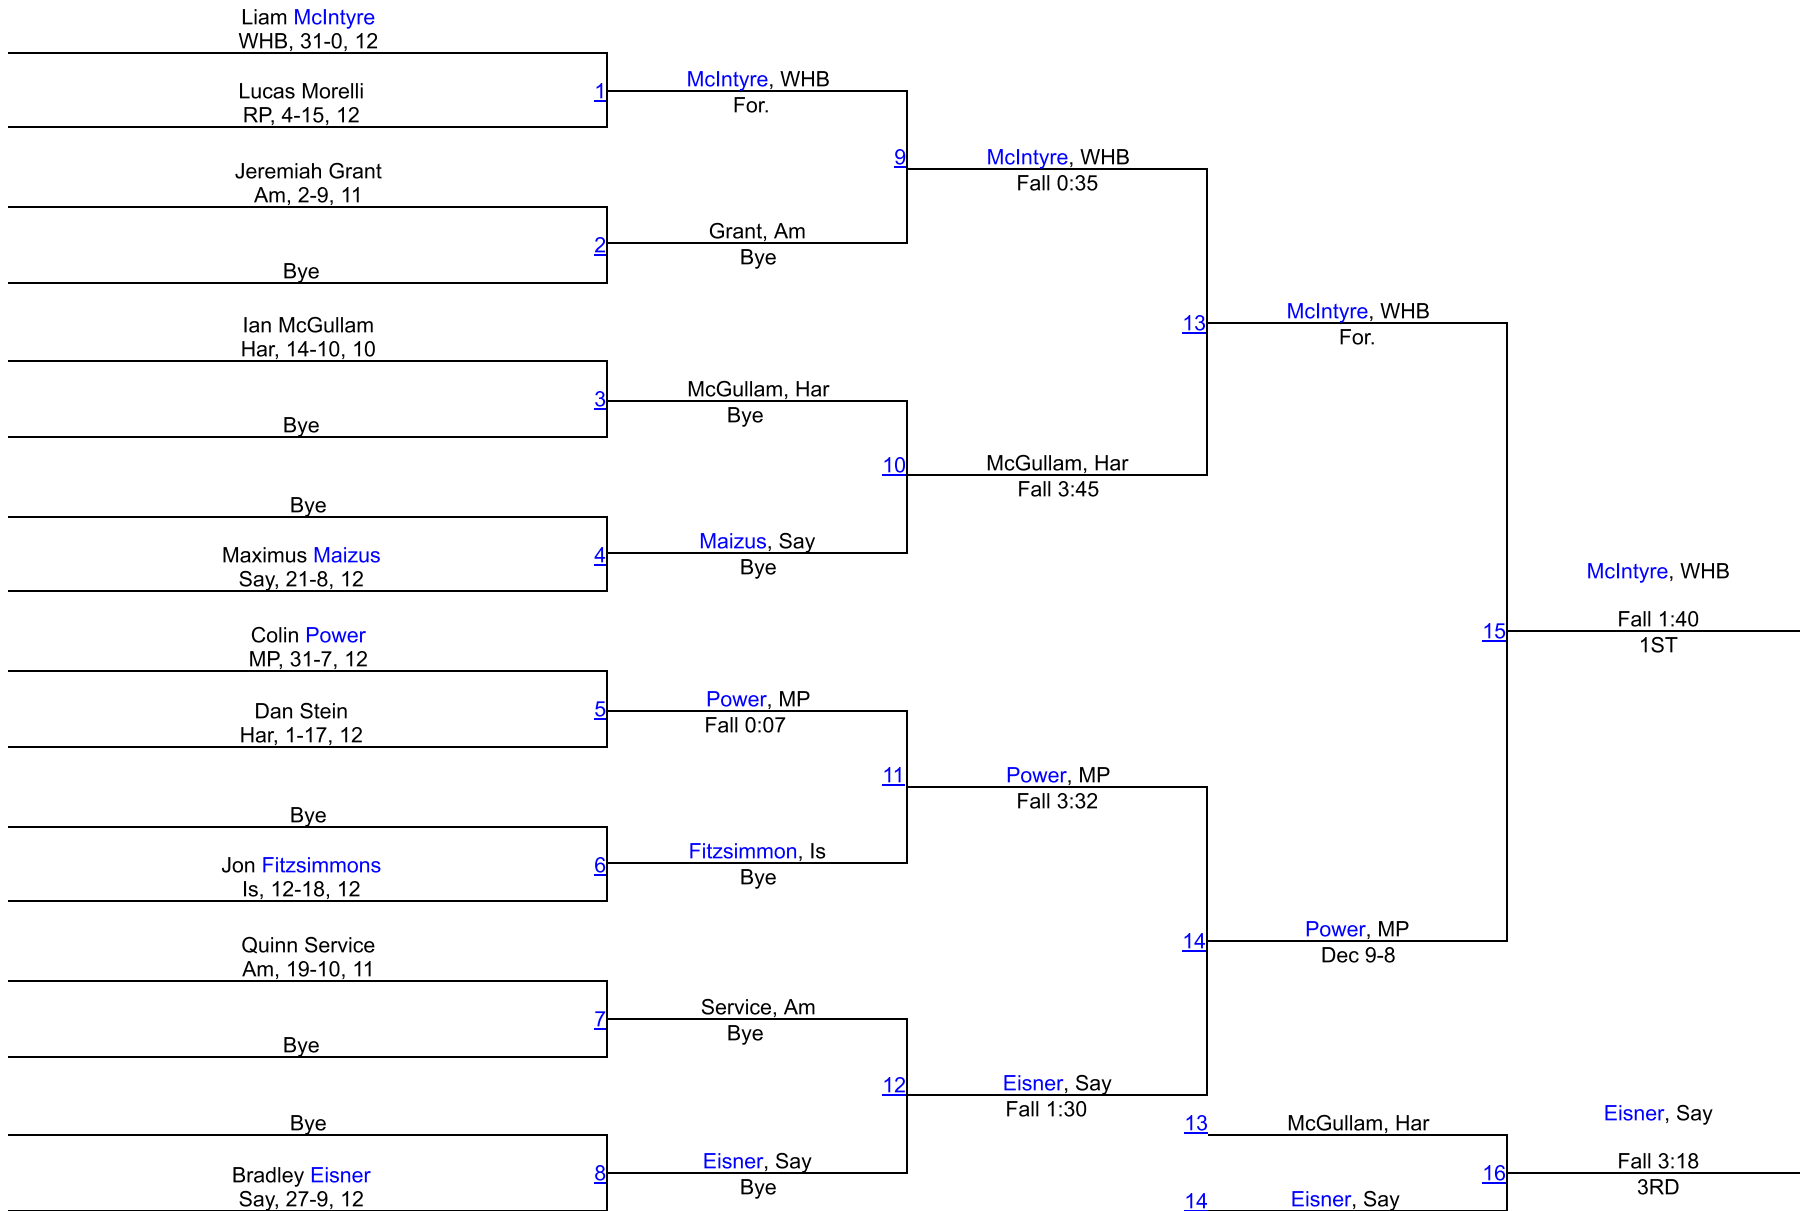 Liam McIntyre
WHB, 31-0, 12
Lucas Morelli
RP, 4-15, 12
1
McIntyre, WHB
For.
Jeremiah Grant
Am, 2-9, 11
Bye
2
Grant, Am
Bye
9
McIntyre, WHB
Fall 0:35
Ian McGullam
Har, 14-10, 10
Bye
3
McGullam, Har
Bye
Bye
Maximus Maizus
Say, 21-8, 12
4
Maizus, Say
Bye
10
McGullam, Har
Fall 3:45
13
McIntyre, WHB
For.
Colin Power
MP, 31-7, 12
Dan Stein
Har, 1-17, 12
5
Power, MP
Fall 0:07
Bye
Jon Fitzsimmons
Is, 12-18, 12
6
Fitzsimmon, Is
Bye
11
Power, MP
Fall 3:32
Quinn Service
Am, 19-10, 11
Bye
7
Service, Am
Bye
Bye
Bradley Eisner
Say, 27-9, 12
8
Eisner, Say
Bye
12
Eisner, Say
Fall 1:30
14
Power, MP
Dec 9-8
15
McIntyre, WHB
Fall 1:40
1ST
13
McGullam, Har
14
Eisner, Say
16
Eisner, Say
Fall 3:18
3RD